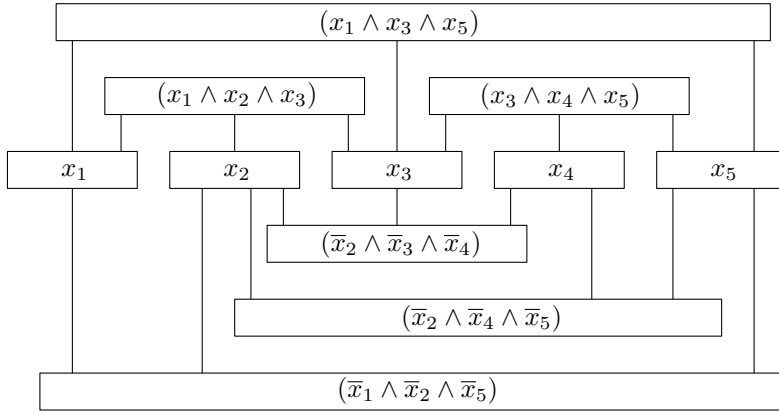 (x₁ ∧ x₃ ∧ x₅)
(x₁ ∧ x₂ ∧ x₃) (x₃ ∧ x₄ ∧ x₅)
x₁ x₂ x₃ x₄ x₅
(x̅₂ ∧ x̅₃ ∧ x̅₄)
(x̅₂ ∧ x̅₄ ∧ x̅₅)
(x̅₁ ∧ x̅₂ ∧ x̅₅)